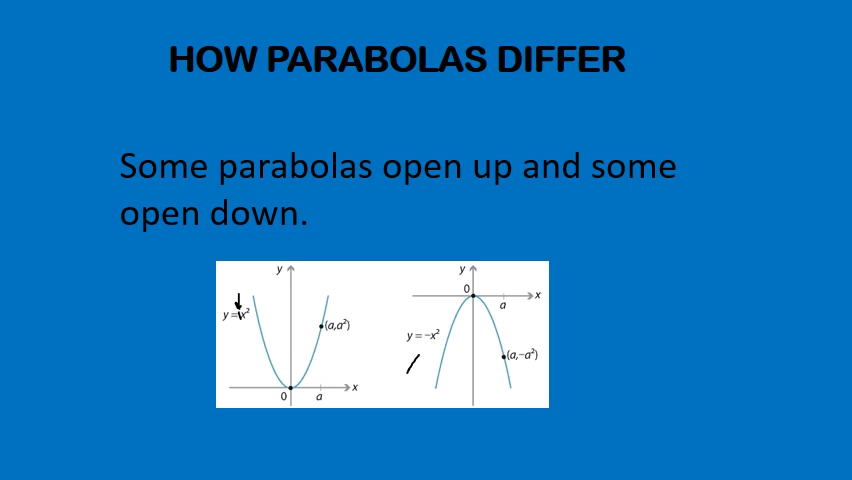 HOW PARABOLAS DIFFER
Some parabolas open up and some
open down.
y
y = x²
(a,a²)
0
a
x
y
0
a
x
y = −x²
(a,−a²)